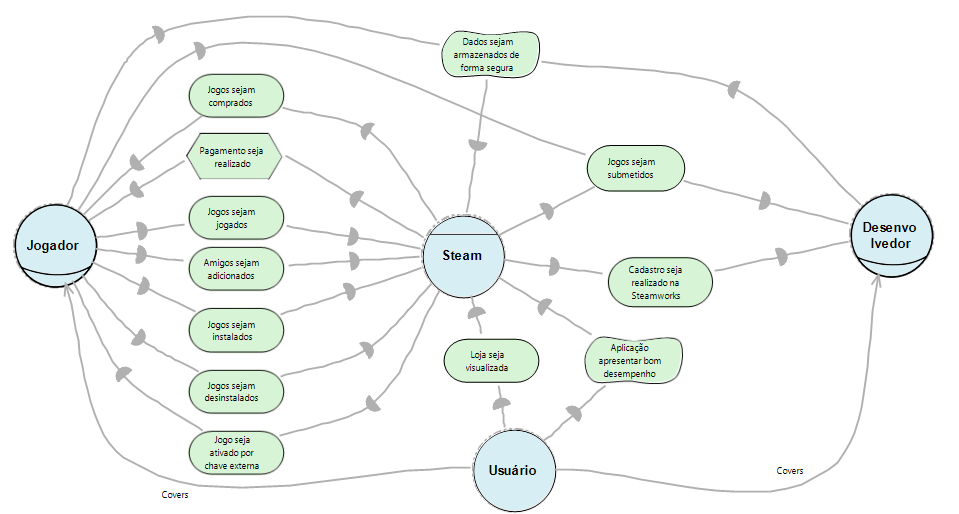 Dados sejam
armazenados de
forma segura
Jogos sejam
comprados
Pagamento seja
realizado
Jogos sejam
submetidos
Jogos sejam
jogados
Jogador
Steam
Desenvo
lvedor
Amigos sejam
adicionados
Cadastro seja
realizado na
Steamworks
Jogos sejam
instalados
Loja seja
visualizada
Aplicação
apresentar bom
desempenho
Jogos sejam
desinstalados
Jogo seja
ativado por
chave externa
Usuário
Covers
Covers